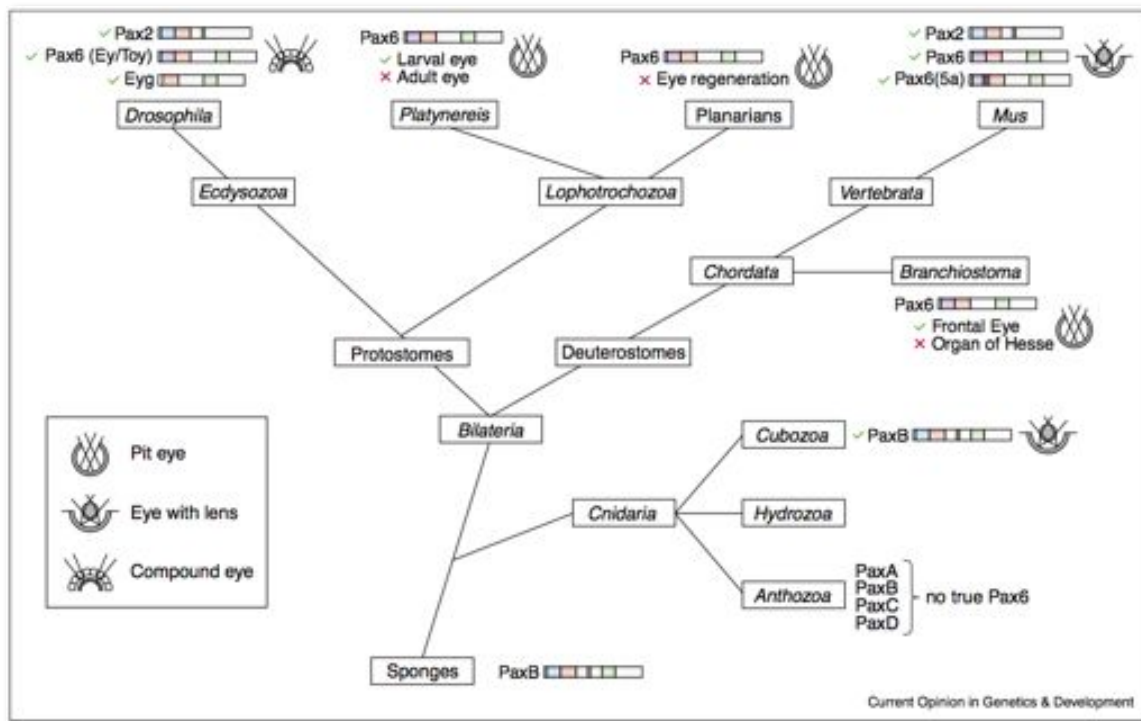 Pax2
Pax6 (Ey/Toy)
Eyg
Drosophila
Pax6
Larval eye
Adult eye
Platynereis
Pax6
Eye regeneration
Planarians
Pax2
Pax6
Pax6(5a)
Mus
Ecdysozoa
Lophotrochozoa
Vertebrata
Chordata
Branchiostoma
Pax6
Frontal Eye
Organ of Hesse
Protostomes
Deuterostomes
Bilateria
Pit eye
Eye with lens
Compound eye
Cubozoa
PaxB
Cnidaria
Hydrozoa
Anthozoa
PaxA
PaxB
PaxC
PaxD
no true Pax6
Sponges
PaxB
Current Opinion in Genetics & Development